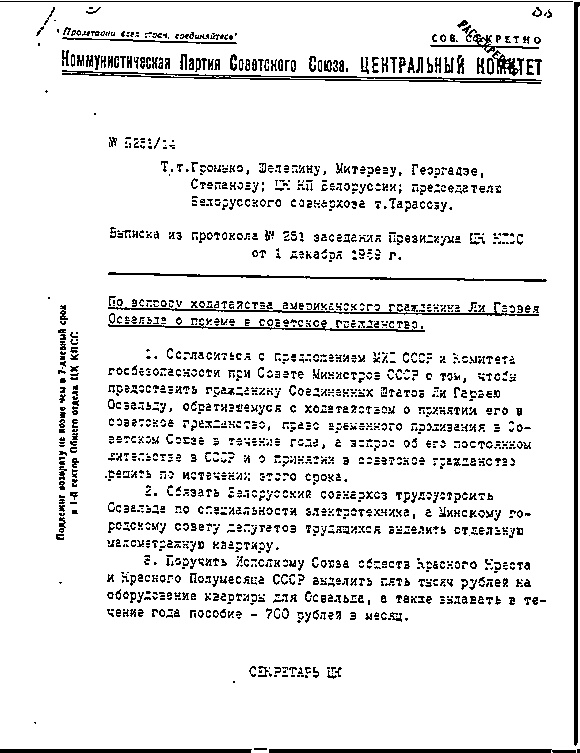 "Пролетарии всех стран, соединяйтесь"
СОВ. СЕКРЕТНО
РАССЕКРЕЧЕНО
Коммунистическая Партия Советского Союза. ЦЕНТРАЛЬНЫЙ КОМИТЕТ
№ П251/14
Т.т.Громыко, Шелепину, Митереву, Георгадзе,
Степанову; ЦК КП Белоруссии; председателю
Белорусского совнархоза т.Тарасову.
Выписка из протокола № 251 заседания Президиума ЦК КПСС
от 1 декабря 1959 г.
По вопросу ходатайства американского гражданина Ли Гарвея
Освальда о приеме в советское гражданство.
1. Согласиться с предложением МИД СССР и Комитета
госбезопасности при Совете Министров СССР о том, чтобы
предоставить гражданину Соединенных Штатов Ли Гарвею
Освальду, обратившемуся с ходатайством о принятии его в
советское гражданство, право временного проживания в Со-
ветском Союзе в течение года, а вопрос об его постоянном
жительстве в СССР и о принятии в советское гражданство
решить по истечении этого срока.
2. Обязать Белорусский совнархоз трудоустроить
Освальда по специальности электротехника, а Минскому го-
родскому совету депутатов трудящихся выделить отдельную
малометражную квартиру.
3. Поручить Исполкому Союза обществ Красного Креста
и Красного Полумесяца СССР выделить пять тысяч рублей на
оборудование квартиры для Освальда, а также выдавать в те-
чение года пособие - 700 рублей в месяц.
СЕКРЕТАРЬ ЦК
Подлежит возврату не позже чем в 7-дневный срок
в 1-й сектор Общего отдела ЦК КПСС